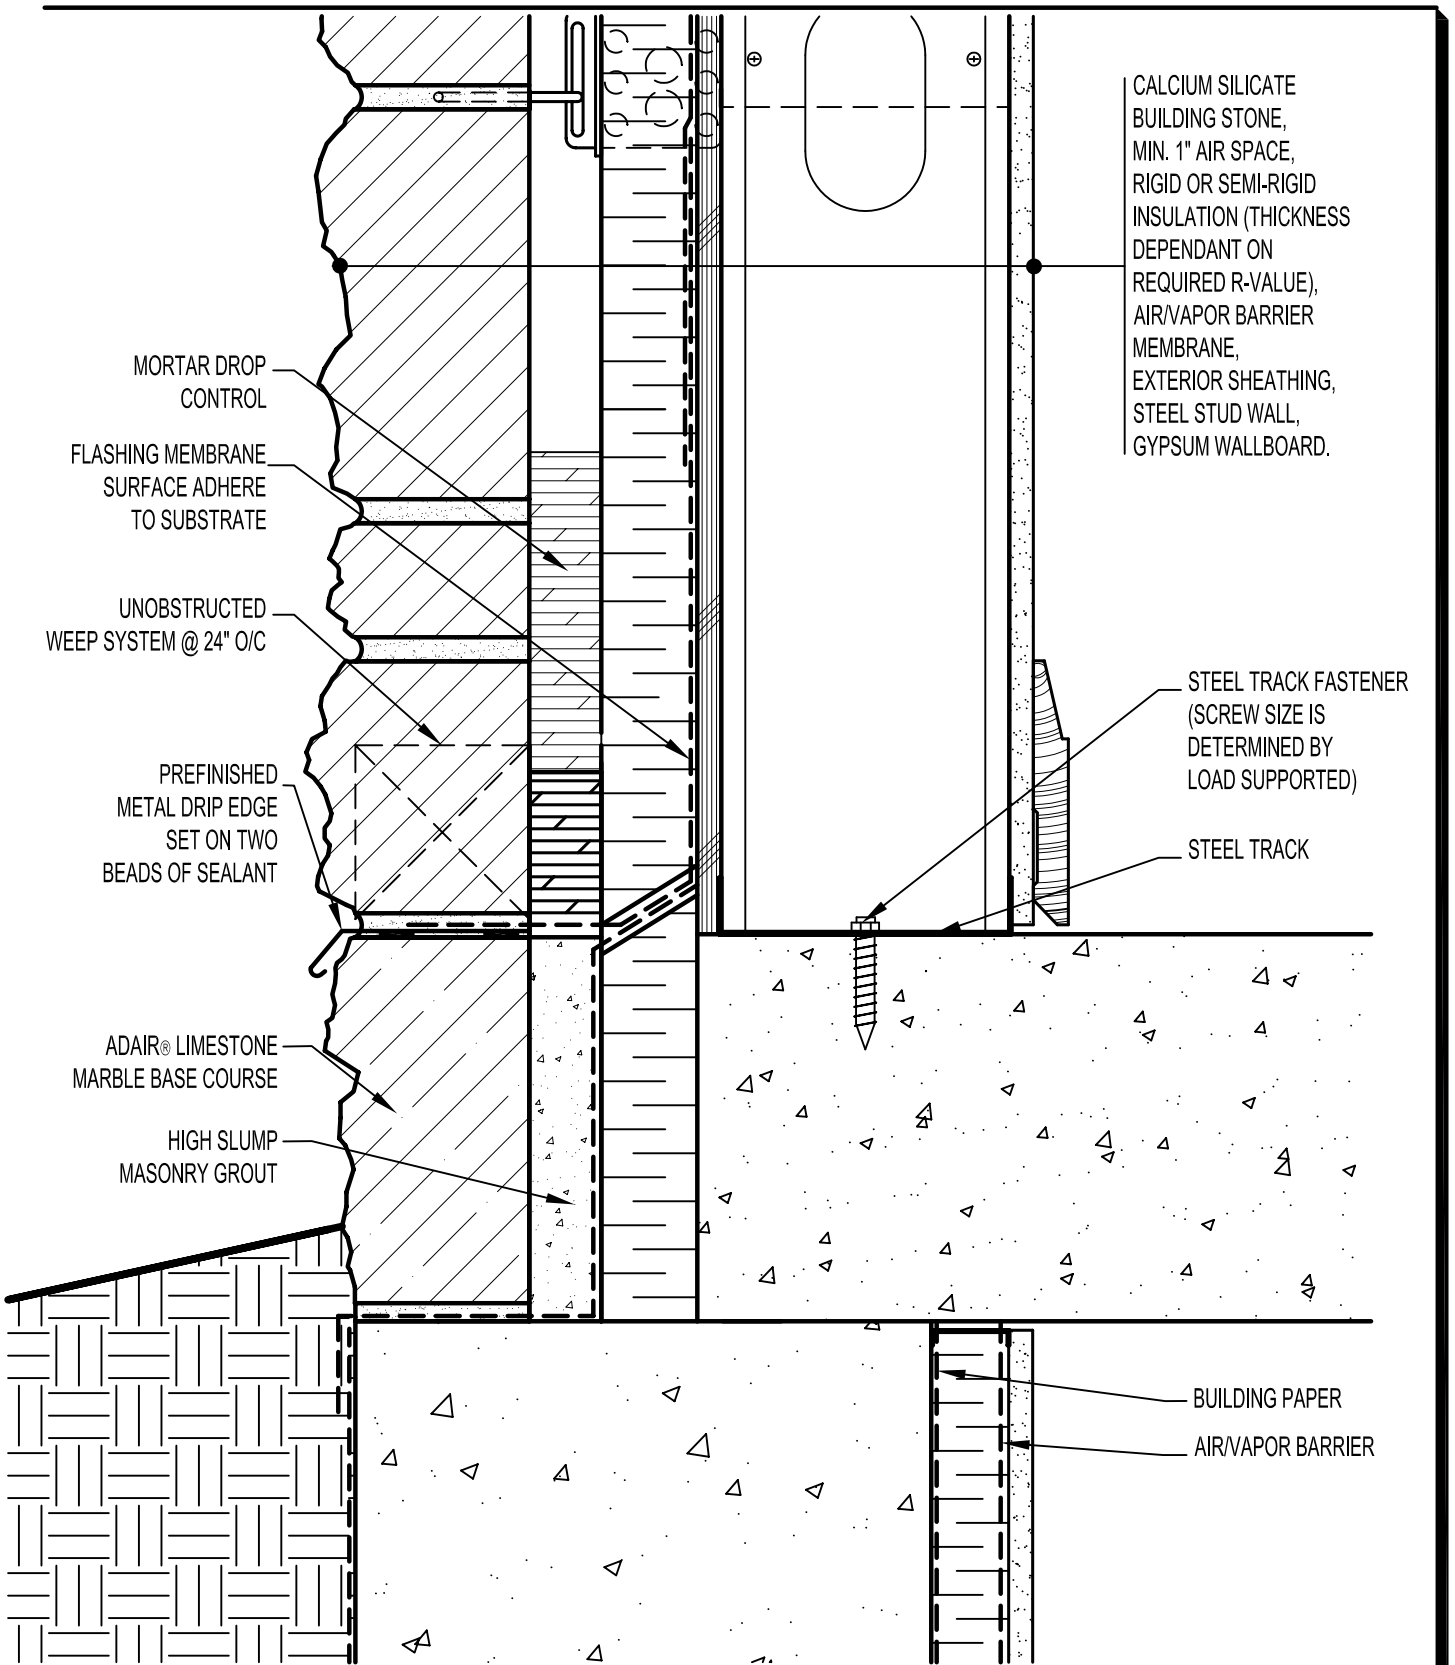 CALCIUM SILICATE
BUILDING STONE,
MIN. 1" AIR SPACE,
RIGID OR SEMI-RIGID
INSULATION (THICKNESS
DEPENDANT ON
REQUIRED R-VALUE),
AIR/VAPOR BARRIER
MEMBRANE,
EXTERIOR SHEATHING,
STEEL STUD WALL,
GYPSUM WALLBOARD.
MORTAR DROP
CONTROL
FLASHING MEMBRANE
SURFACE ADHERE
TO SUBSTRATE
UNOBSTRUCTED
WEEP SYSTEM @ 24" O/C
PREFINISHED
METAL DRIP EDGE
SET ON TWO
BEADS OF SEALANT
STEEL TRACK FASTENER
(SCREW SIZE IS
DETERMINED BY
LOAD SUPPORTED)
STEEL TRACK
ADAIR® LIMESTONE
MARBLE BASE COURSE
HIGH SLUMP
MASONRY GROUT
BUILDING PAPER
AIR/VAPOR BARRIER